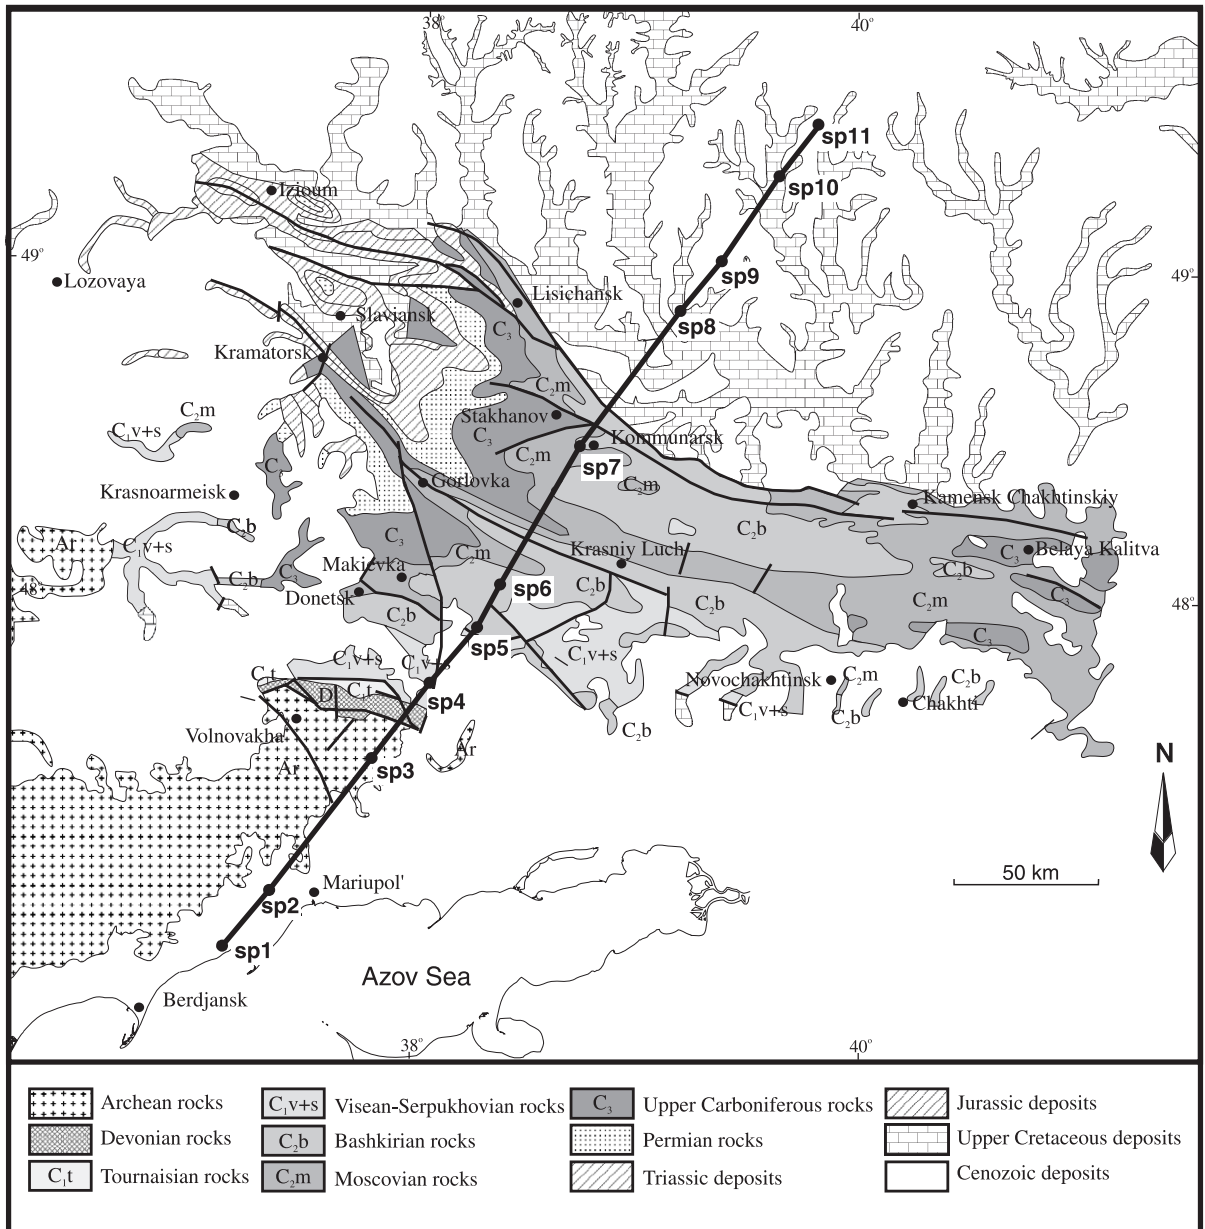 38°
40°
sp11
Izioum
sp10
49°
Lozovaya
sp9
49°
Lisichansk
Slaviansk
sp8
C₃
Kramatorsk
C₂m
C₂m
Stakhanov
C₁v+s
C₃
Kommunarsk
C₂m
sp7
C
Gorlovka
C₂m
Krasnoarmeisk
Kamensk Chakhtinskiy
C₂b
C₂b
Ar
C₁v+s
C₃
C₂m
Krasniy Luch
C₃
Belaya Kalitva
Makievka
C₂b
48°
C₂b
C₃
sp6
C₂b
C₃
48°
Donetsk
C₂b
C₂m
C₂b
C₃
sp5
C₁v+s
C₁v+s
C₁v+s
C₁t
D
C₁t
Novochakhtinsk
C₂m
C₂b
sp4
C₁v+s
C₂b
Chakhti
Volnovakha
C₂b
Ar
Ar
sp3
N
50 km
Mariupol'
sp2
sp1
Azov Sea
Berdjansk
38°
40°
Archean rocks
C₁v+s Visean-Serpukhovian rocks
C₃ Upper Carboniferous rocks
Jurassic deposits
Devonian rocks
C₂b Bashkirian rocks
Permian rocks
Upper Cretaceous deposits
C₁t Tournaisian rocks
C₂m Moscovian rocks
Triassic deposits
Cenozoic deposits